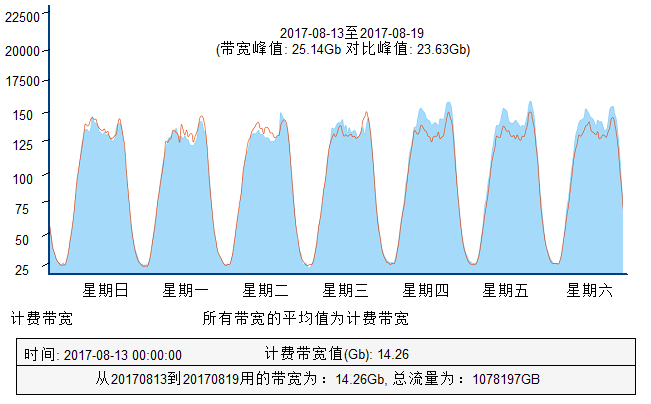 2017-08-13至2017-08-19
(带宽峰值: 25.14Gb 对比峰值: 23.63Gb)
22500
20000
17500
150
125
100
75
50
25
星期日 星期一 星期二 星期三 星期四 星期五 星期六
计费带宽 所有带宽的平均值为计费带宽
时间: 2017-08-13 00:00:00 计费带宽值(Gb): 14.26
从20170813到20170819用的带宽为: 14.26Gb, 总流量为: 1078197GB